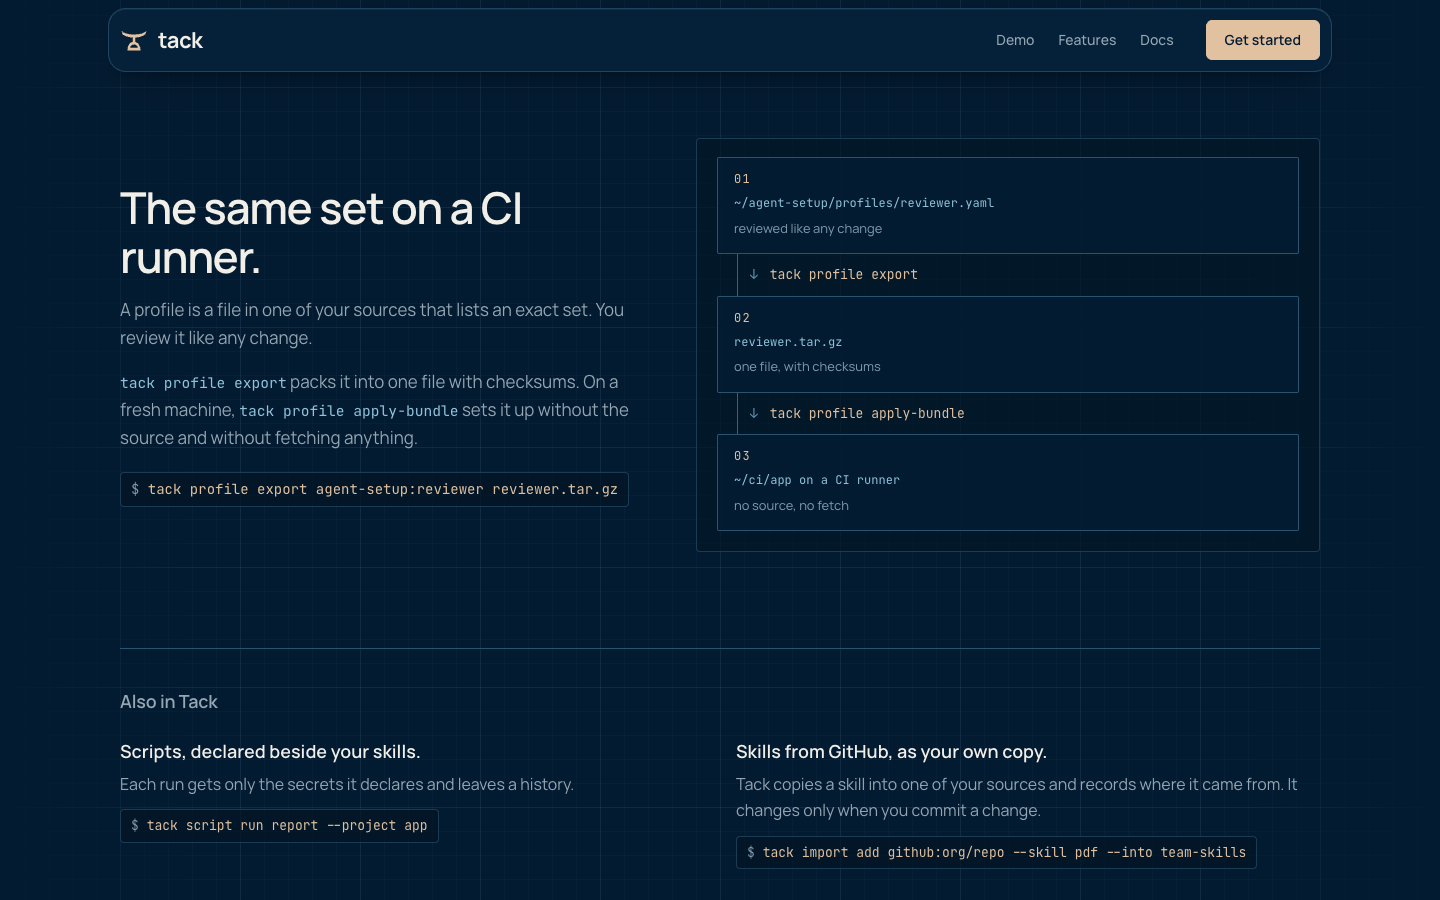 tack
Demo
Features
Docs
Get started
The same set on a CI
runner.
A profile is a file in one of your sources that lists an exact set. You
review it like any change.
tack profile export packs it into one file with checksums. On a
fresh machine, tack profile apply-bundle sets it up without the
source and without fetching anything.
$ tack profile export agent-setup:reviewer reviewer.tar.gz
01
~/agent-setup/profiles/reviewer.yaml
reviewed like any change
↓ tack profile export
02
reviewer.tar.gz
one file, with checksums
↓ tack profile apply-bundle
03
~/ci/app on a CI runner
no source, no fetch
Also in Tack
Scripts, declared beside your skills.
Each run gets only the secrets it declares and leaves a history.
$ tack script run report --project app
Skills from GitHub, as your own copy.
Tack copies a skill into one of your sources and records where it came from. It
changes only when you commit a change.
$ tack import add github:org/repo --skill pdf --into team-skills